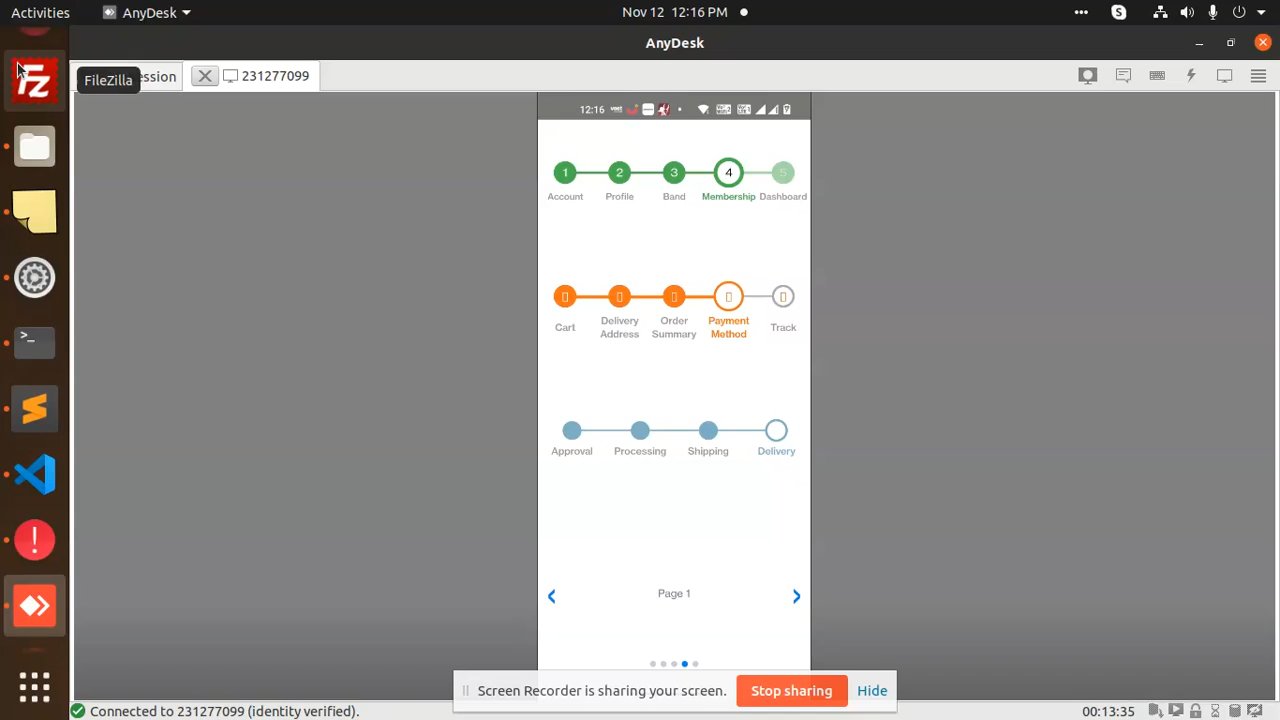 Activities AnyDesk Nov 12 12:16 PM
AnyDesk
FileZilla ession 231277099
12:16
1 2 3 4 5
Account Profile Band Membership Dashboard
Cart Delivery Address Order Summary Payment Method Track
Approval Processing Shipping Delivery
Page 1
Screen Recorder is sharing your screen. Stop sharing Hide
Connected to 231277099 (identity verified). 00:13:35